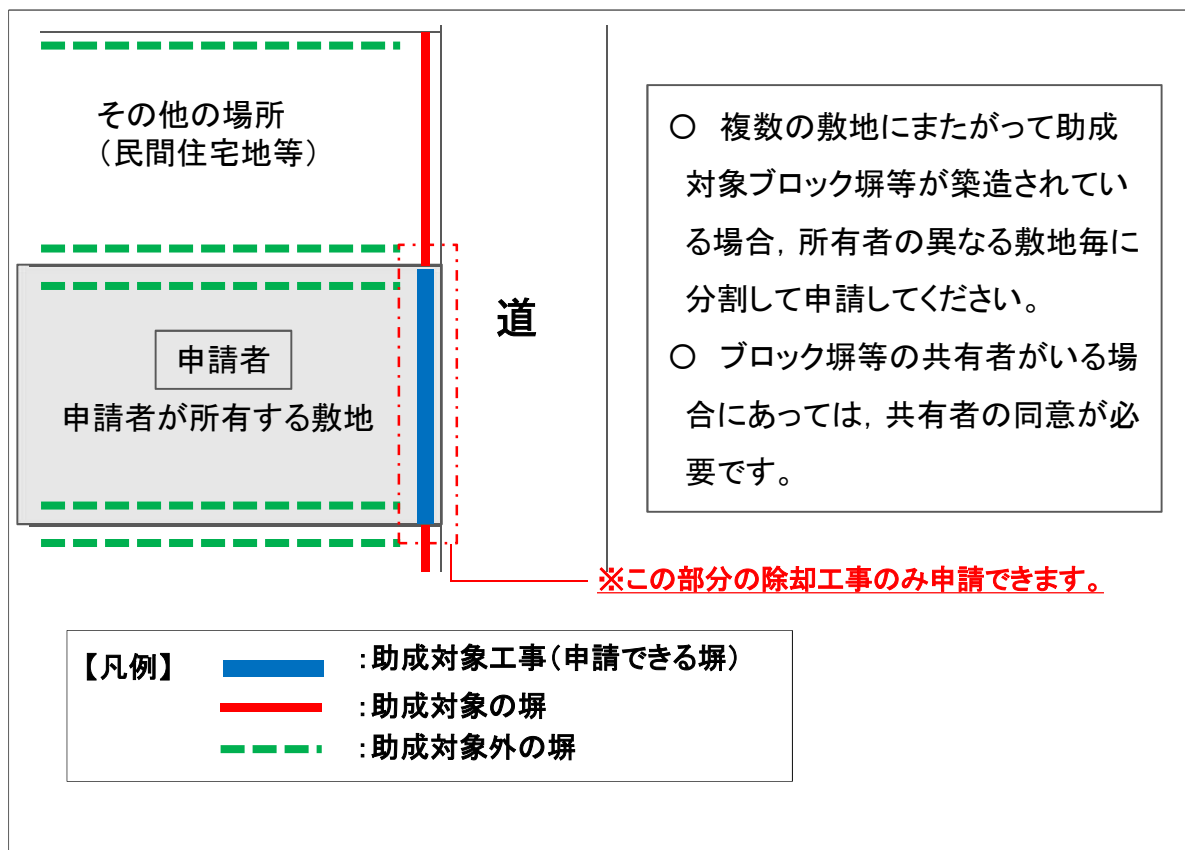 その他の場所
（民間住宅地等）
申請者
申請者が所有する敷地
道
○　複数の敷地にまたがって助成
対象ブロック塀等が築造されてい
る場合，所有者の異なる敷地毎に
分割して申請してください。
○　ブロック塀等の共有者がいる場
合にあっては，共有者の同意が必
要です。
※この部分の除却工事のみ申請できます。
【凡例】　：助成対象工事（申請できる塀）
：助成対象の塀
：助成対象外の塀